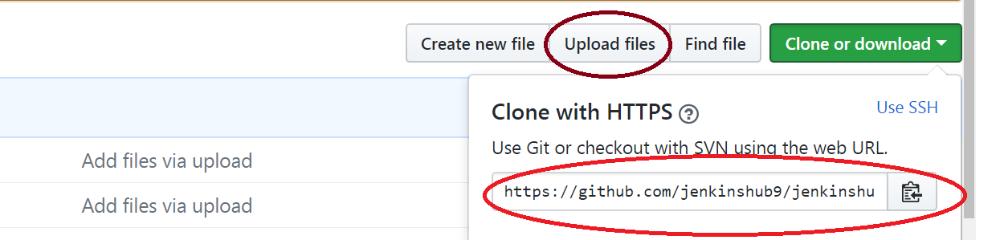 Create new file Upload files Find file Clone or download
Clone with HTTPS ?
Use SSH
Use Git or checkout with SVN using the web URL.
https://github.com/jenkinshub9/jenkinshu
Add files via upload
Add files via upload